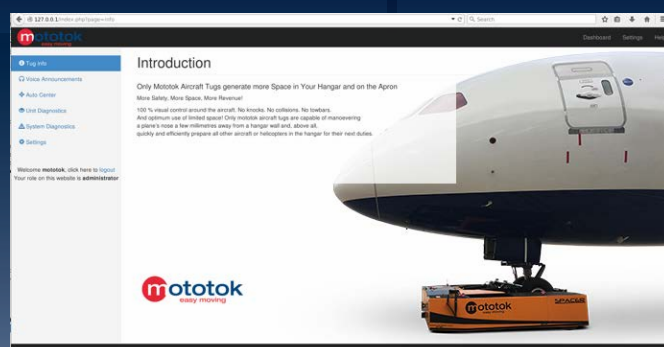 127.0.0.1/index.php?page=info
Search
mototok
easy moving
Dashboard Settings Help
Tug Info
Voice Announcements
Auto Center
Unit Diagnostics
System Diagnostics
Settings
Welcome mototok, click here to logout
Your role on this website is administrator
Introduction
Only Mototok Aircraft Tugs generate more Space in Your Hangar and on the Apron
More Safety, More Space, More Revenue!
100 % visual control around the aircraft. No knocks. No collisions. No towbars.
And optimum use of limited space! Only mototok aircraft tugs are capable of manoevering
a plane's nose a few millimetres away from a hangar wall and, above all,
quickly and efficiently prepare all other aircraft or helicopters in the hangar for their next duties.
mototok
easy moving
mototok
SPACER